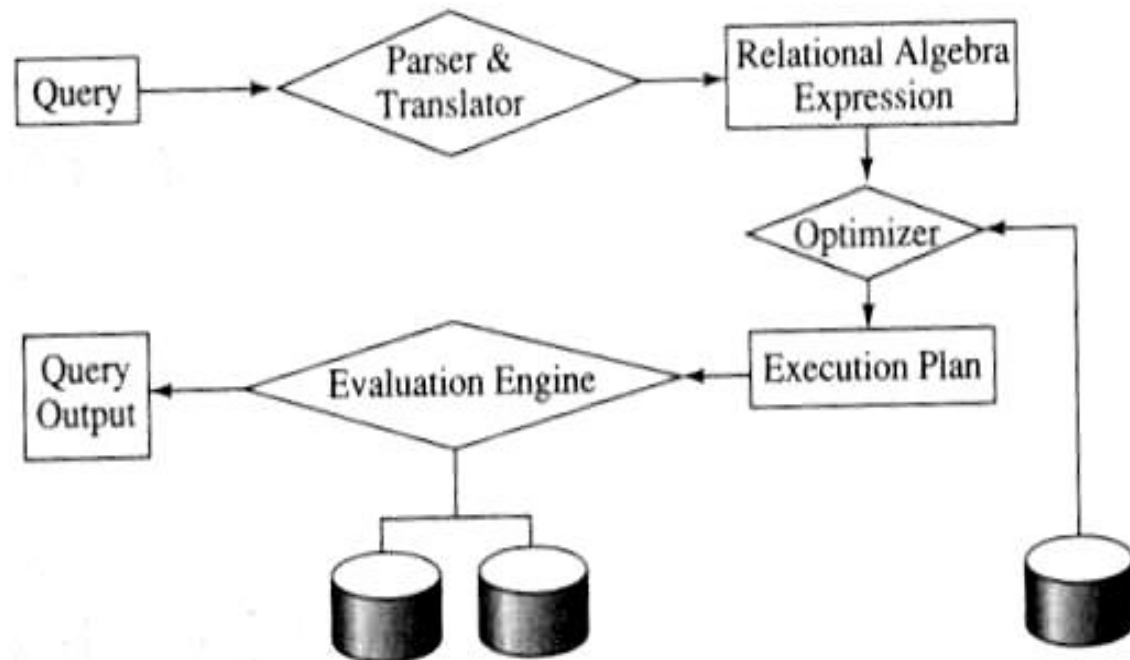 Query
Parser &
Translator
Relational Algebra
Expression
Optimizer
Execution Plan
Evaluation Engine
Query
Output